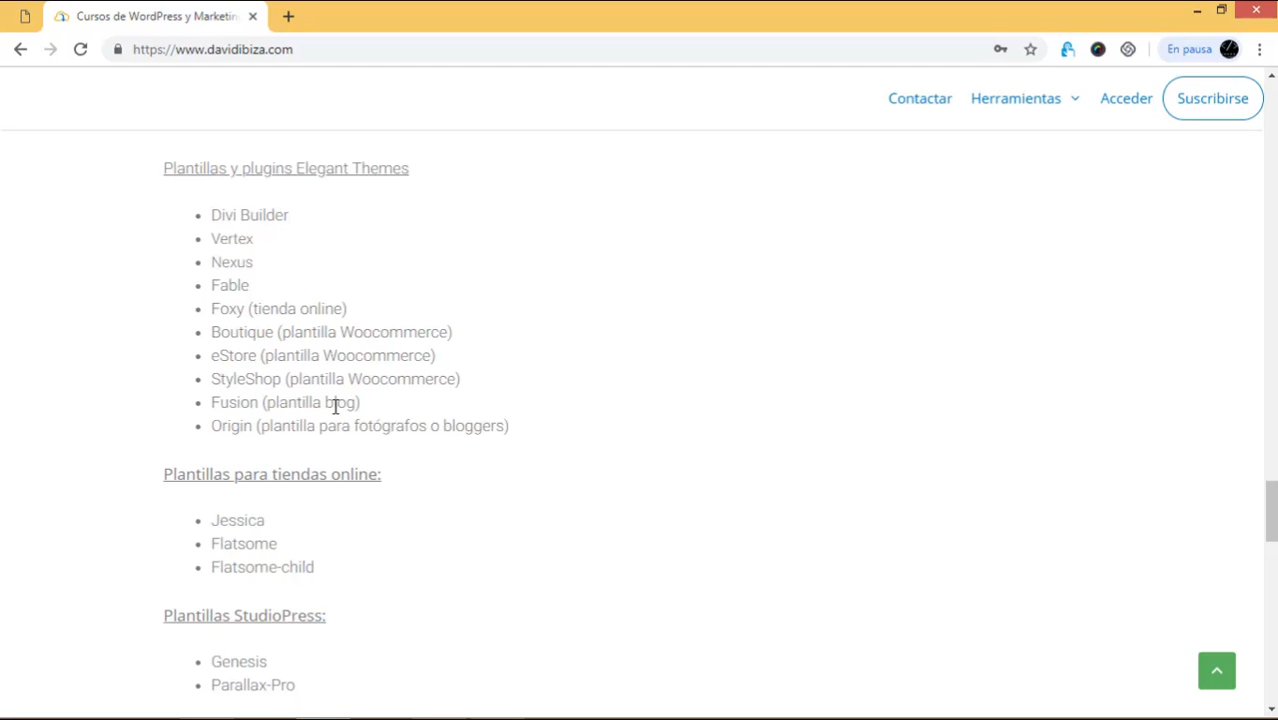 Cursos de WordPress y Marketin
https://www.davidibiza.com
En pausa
Contactar
Herramientas
Acceder
Suscribirse
Plantillas y plugins Elegant Themes
• Divi Builder
• Vertex
• Nexus
• Fable
• Foxy (tienda online)
• Boutique (plantilla Woocommerce)
• eStore (plantilla Woocommerce)
• StyleShop (plantilla Woocommerce)
• Fusion (plantilla blog)
• Origin (plantilla para fotógrafos o bloggers)
Plantillas para tiendas online:
• Jessica
• Flatsome
• Flatsome-child
Plantillas StudioPress:
• Genesis
• Parallax-Pro